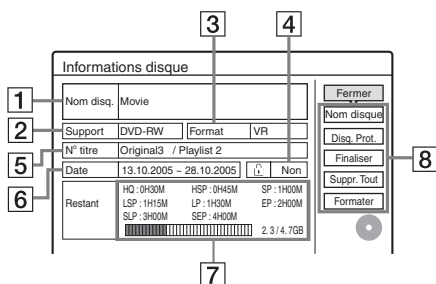 3
4
Informations disque
1
Nom disq. Movie
Fermer
Nom disque
2
Support DVD-RW Format VR
Disq. Prot.
5
N° titre Original3 / Playlist 2
Finaliser
8
6
Date 13.10.2005 ~ 28.10.2005 Non
Suppr. Tout
Restant
HQ : 0H30M HSP : 0H45M SP : 1H00M
LSP : 1H15M LP : 1H30M EP : 2H00M
SLP : 3H00M SEP : 4H00M
Formater
2. 3 / 4. 7GB
7